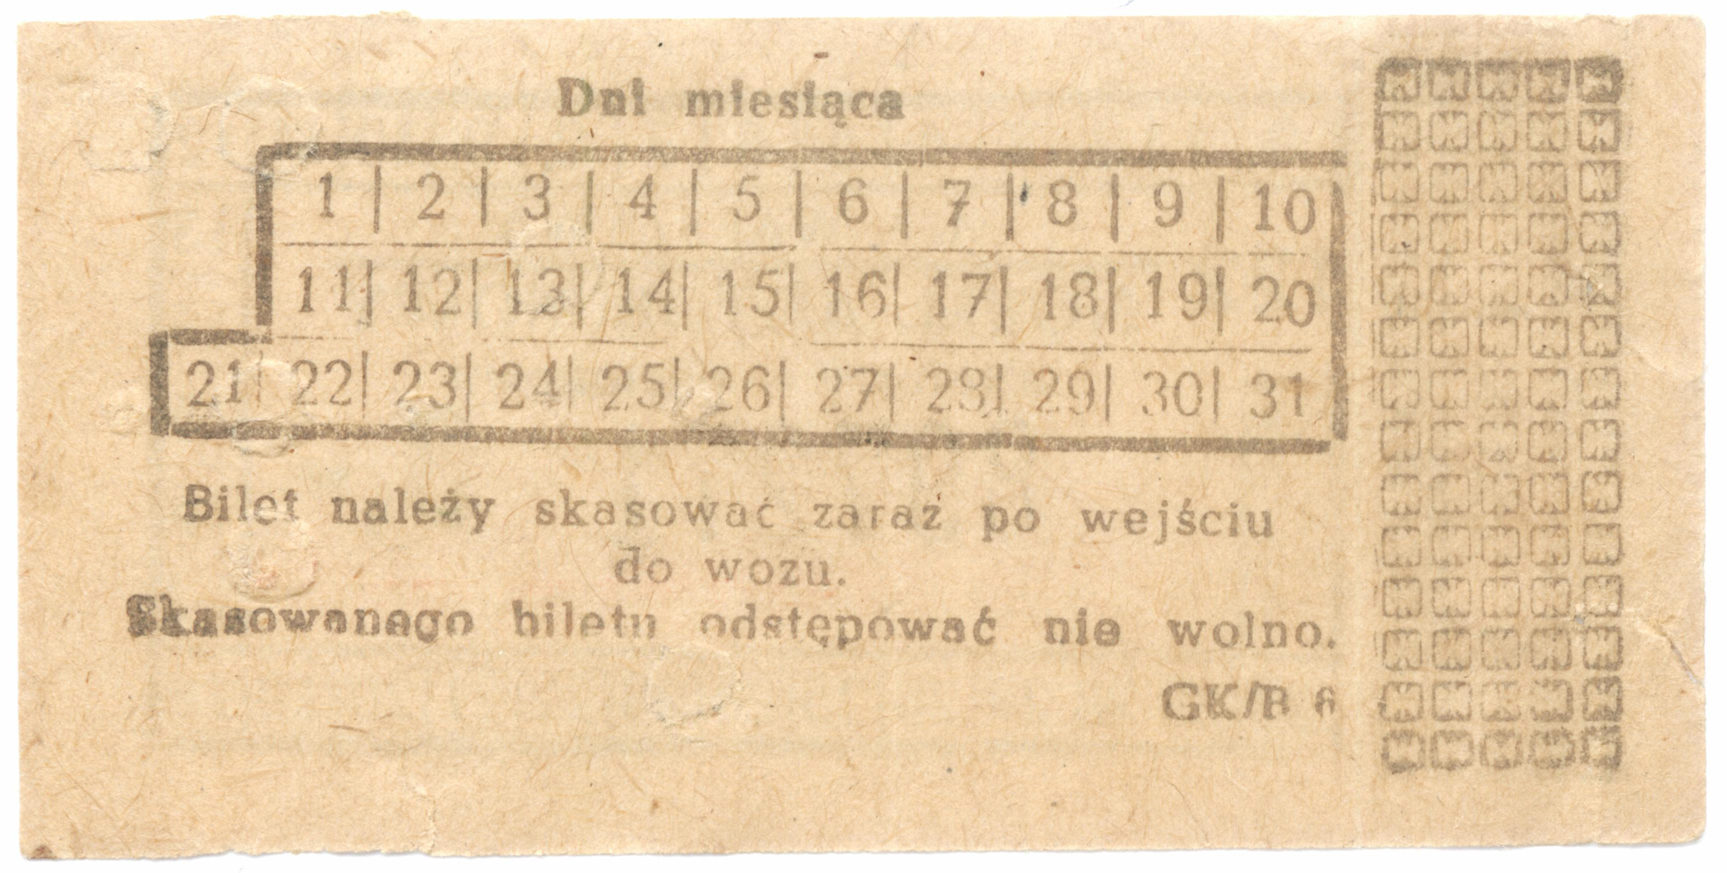 Dni miesiąca
1 | 2 | 3 | 4 | 5 | 6 | 7 | 8 | 9 | 10
11 | 12 | 13 | 14 | 15 | 16 | 17 | 18 | 19 | 20
21 | 22 | 23 | 24 | 25 | 26 | 27 | 28 | 29 | 30 | 31
Bilet należy skasować zaraz po wejściu
do wozu.
Skasowanego biletu odstępować nie wolno.
GK/B 6